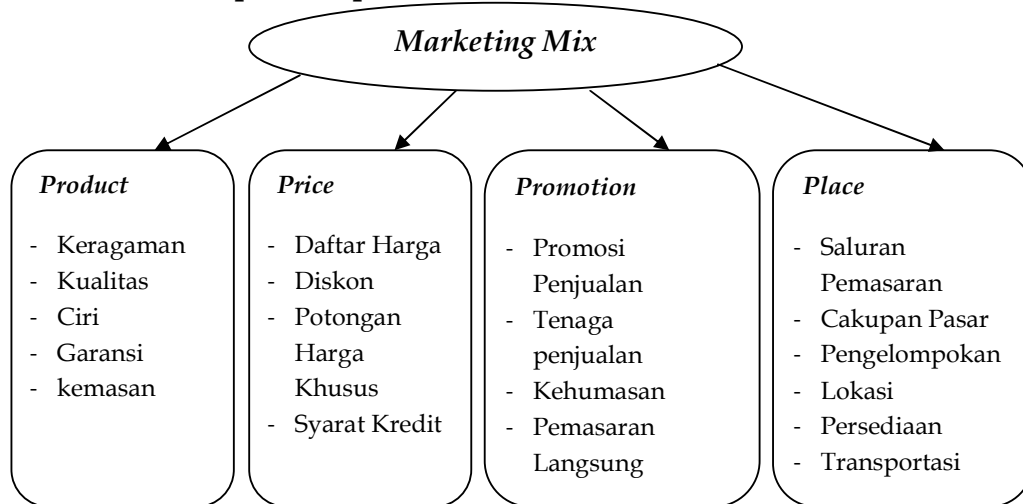 Marketing Mix
Product
- Keragaman
- Kualitas
- Ciri
- Garansi
- kemasan
Price
- Daftar Harga
- Diskon
- Potongan
Harga
Khusus
- Syarat Kredit
Promotion
- Promosi
Penjualan
- Tenaga
penjualan
- Kehumasan
- Pemasaran
Langsung
Place
- Saluran
Pemasaran
- Cakupan Pasar
- Pengelompokan
- Lokasi
- Persediaan
- Transportasi